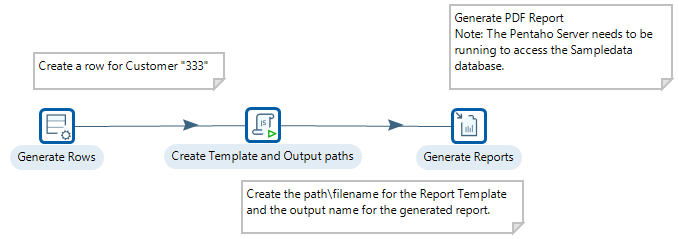 Generate PDF Report
Note: The Pentaho Server needs to be
running to access the Sampledata
database.
Create a row for Customer "333"
JS
Generate Rows
Create Template and Output paths
Generate Reports
Create the path\filename for the Report Template
and the output name for the generated report.